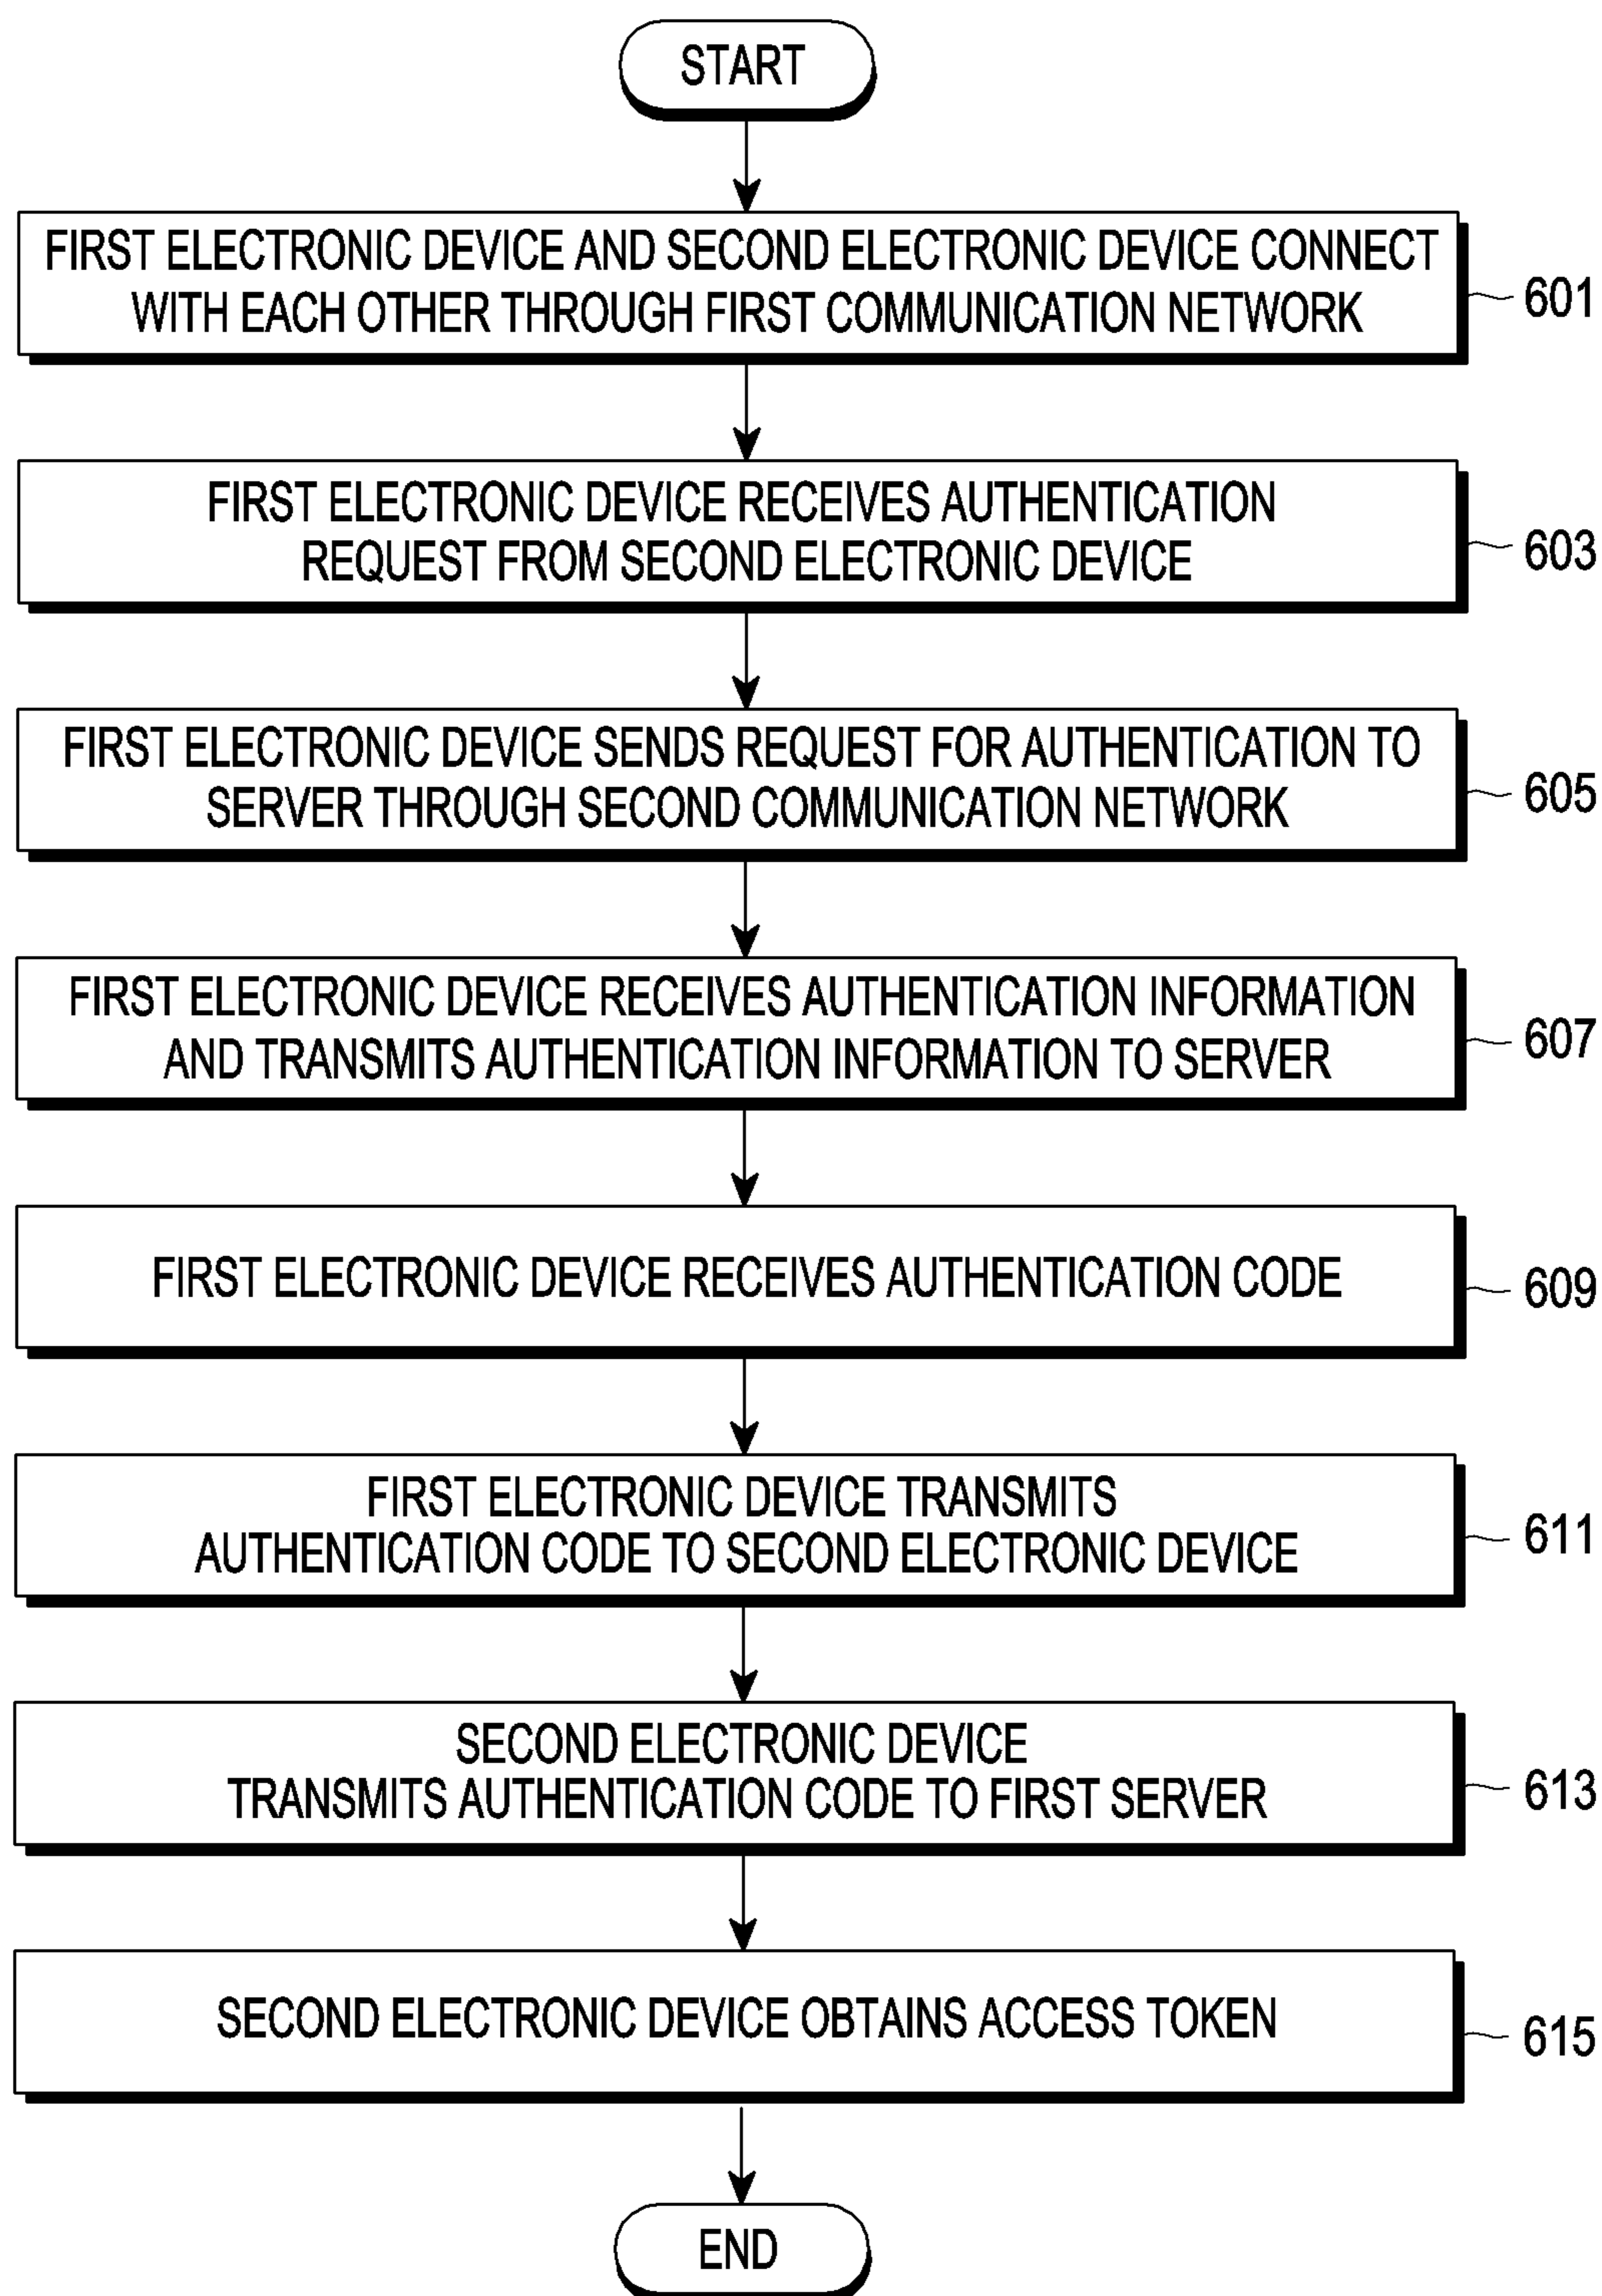 START
FIRST ELECTRONIC DEVICE AND SECOND ELECTRONIC DEVICE CONNECT
WITH EACH OTHER THROUGH FIRST COMMUNICATION NETWORK
601
FIRST ELECTRONIC DEVICE RECEIVES AUTHENTICATION
REQUEST FROM SECOND ELECTRONIC DEVICE
603
FIRST ELECTRONIC DEVICE SENDS REQUEST FOR AUTHENTICATION TO
SERVER THROUGH SECOND COMMUNICATION NETWORK
605
FIRST ELECTRONIC DEVICE RECEIVES AUTHENTICATION INFORMATION
AND TRANSMITS AUTHENTICATION INFORMATION TO SERVER
607
FIRST ELECTRONIC DEVICE RECEIVES AUTHENTICATION CODE
609
FIRST ELECTRONIC DEVICE TRANSMITS
AUTHENTICATION CODE TO SECOND ELECTRONIC DEVICE
611
SECOND ELECTRONIC DEVICE
TRANSMITS AUTHENTICATION CODE TO FIRST SERVER
613
SECOND ELECTRONIC DEVICE OBTAINS ACCESS TOKEN
615
END